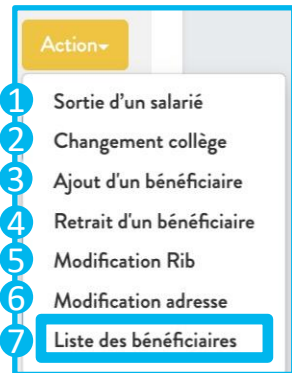 Action
1 Sortie d'un salarié
2 Changement collège
3 Ajout d'un bénéficiaire
4 Retrait d'un bénéficiaire
5 Modification Rib
6 Modification adresse
7 Liste des bénéficiaires